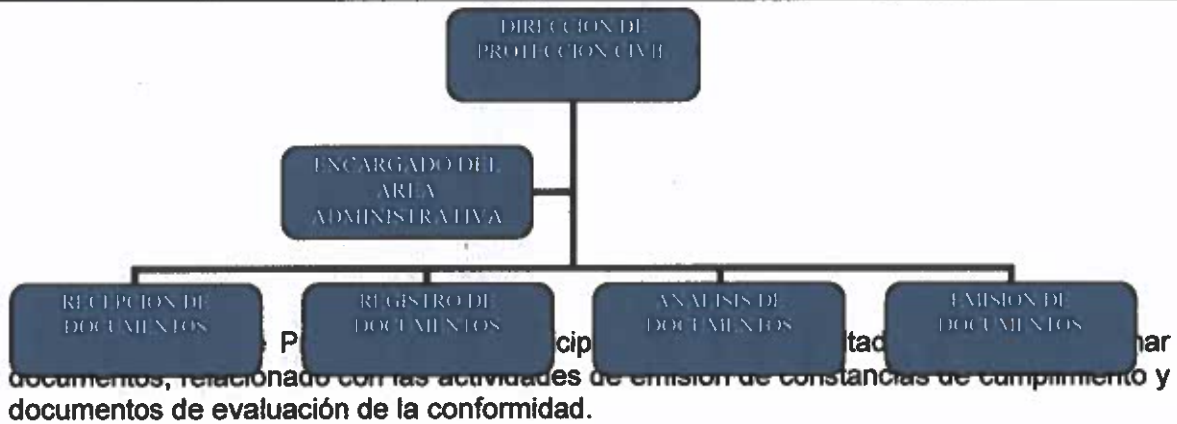 DIRECCION DE
PROTECCION CIVIL
ENCARGADO DEL
AREA
ADMINISTRATIVA
RECEPCION DE
DOCUMENTOS
REGISTRO DE
DOCUMENTOS
ANALISIS DE
DOCUMENTOS
EMISION DE
DOCUMENTOS
documentos, relacionado con las actividades de emisión de constancias de cumplimiento y
documentos de evaluación de la conformidad.